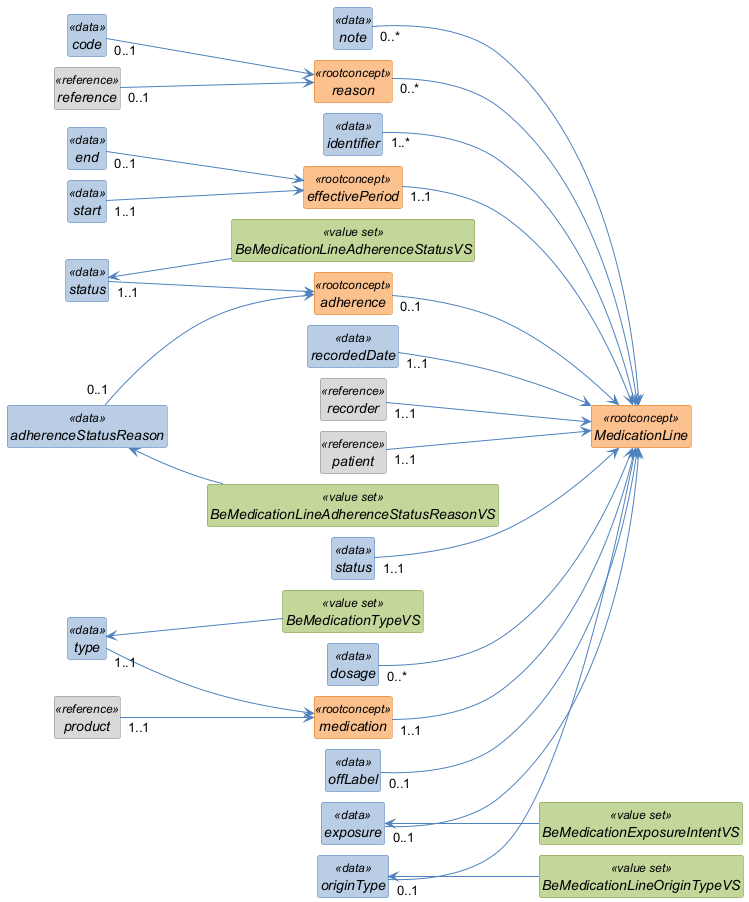 «data»
code
0..1
«reference»
reference
0..1
«data»
note
0..*
«rootconcept»
reason
0..*
«data»
identifier
1..*
«data»
end
0..1
«data»
start
1..1
«rootconcept»
effectivePeriod
1..1
«value set»
BeMedicationLineAdherenceStatusVS
«data»
status
1..1
«rootconcept»
adherence
0..1
«data»
recordedDate
1..1
«reference»
recorder
1..1
0..1
«data»
adherenceStatusReason
«reference»
patient
1..1
«rootconcept»
MedicationLine
«value set»
BeMedicationLineAdherenceStatusReasonVS
«data»
status
1..1
«value set»
BeMedicationTypeVS
«data»
type
1..1
«data»
dosage
0..*
«reference»
product
1..1
«rootconcept»
medication
1..1
«data»
offLabel
0..1
«data»
exposure
0..1
«value set»
BeMedicationExposureIntentVS
«data»
originType
0..1
«value set»
BeMedicationLineOriginTypeVS